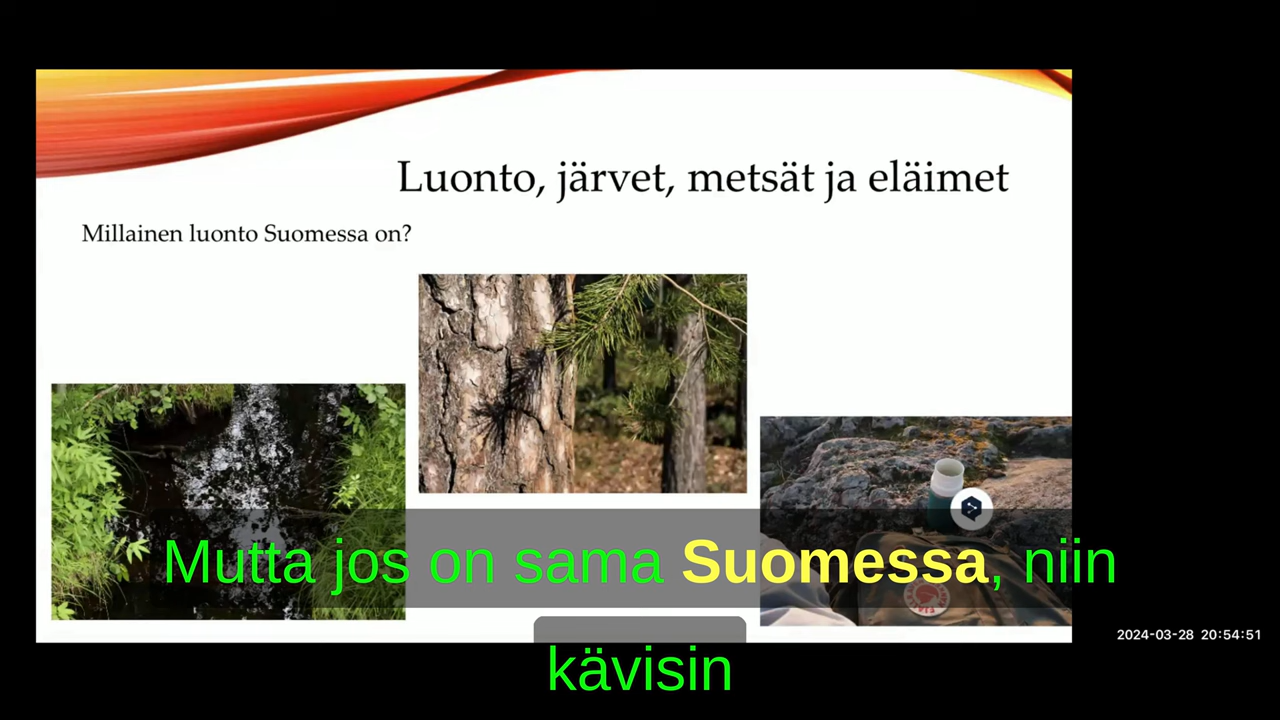 Luonto, järvet, metsät ja eläimet
Millainen luonto Suomessa on?
Mutta jos on sama Suomessa, niin
kävisin
2024-03-28 20:54:51